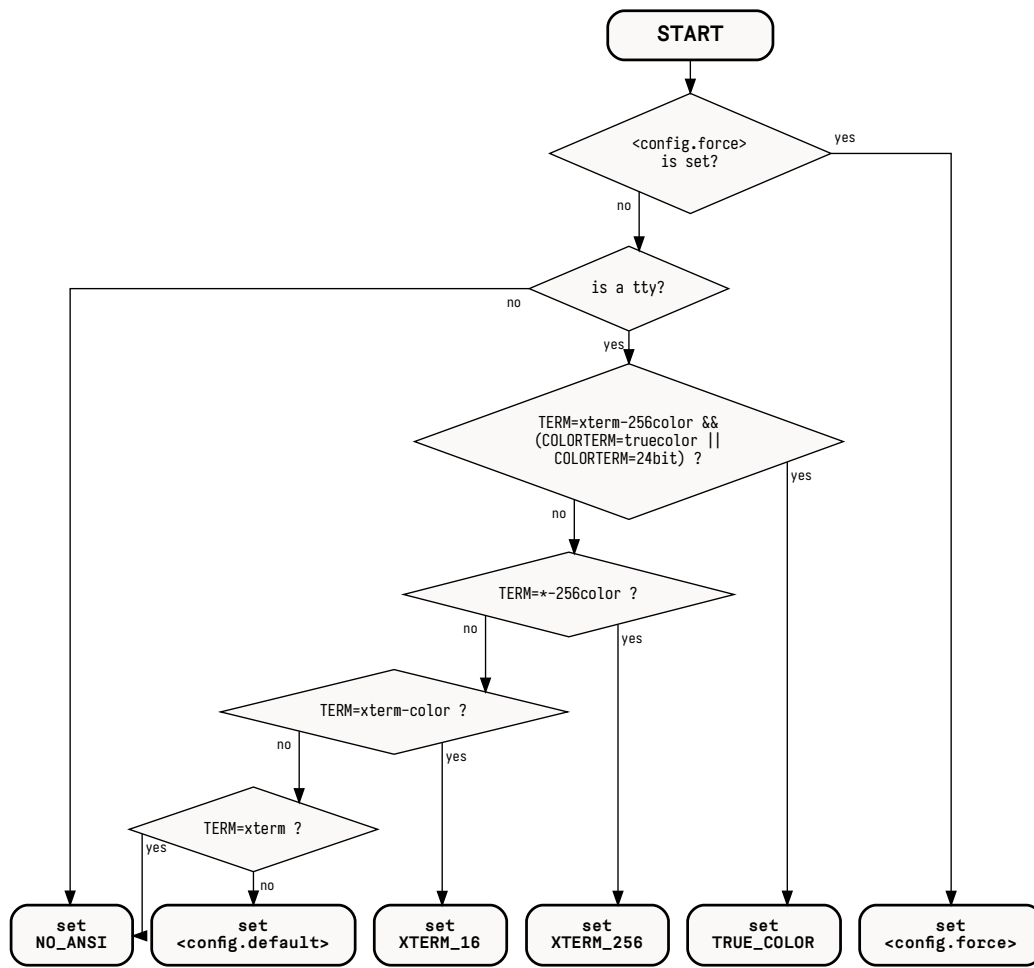 START
<config.force>
is set?
yes
no
is a tty?
no
yes
TERM=xterm-256color &&
(COLORTERM=truecolor ||
COLORTERM=24bit) ?
yes
no
TERM=*-256color ?
no
yes
TERM=xterm-color ?
no
yes
TERM=xterm ?
yes
no
set
NO_ANSI
set
<config.default>
set
XTERM_16
set
XTERM_256
set
TRUE_COLOR
set
<config.force>